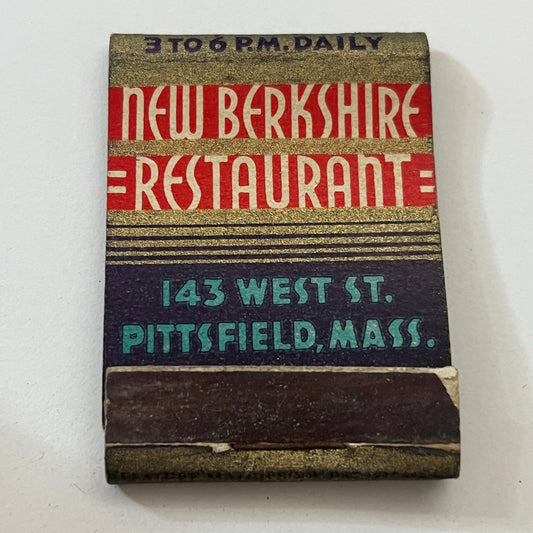 3 TO 6 P.M. DAILY
NEW BERKSHIRE
=RESTAURANT=
143 WEST ST.
PITTSFIELD, MASS.